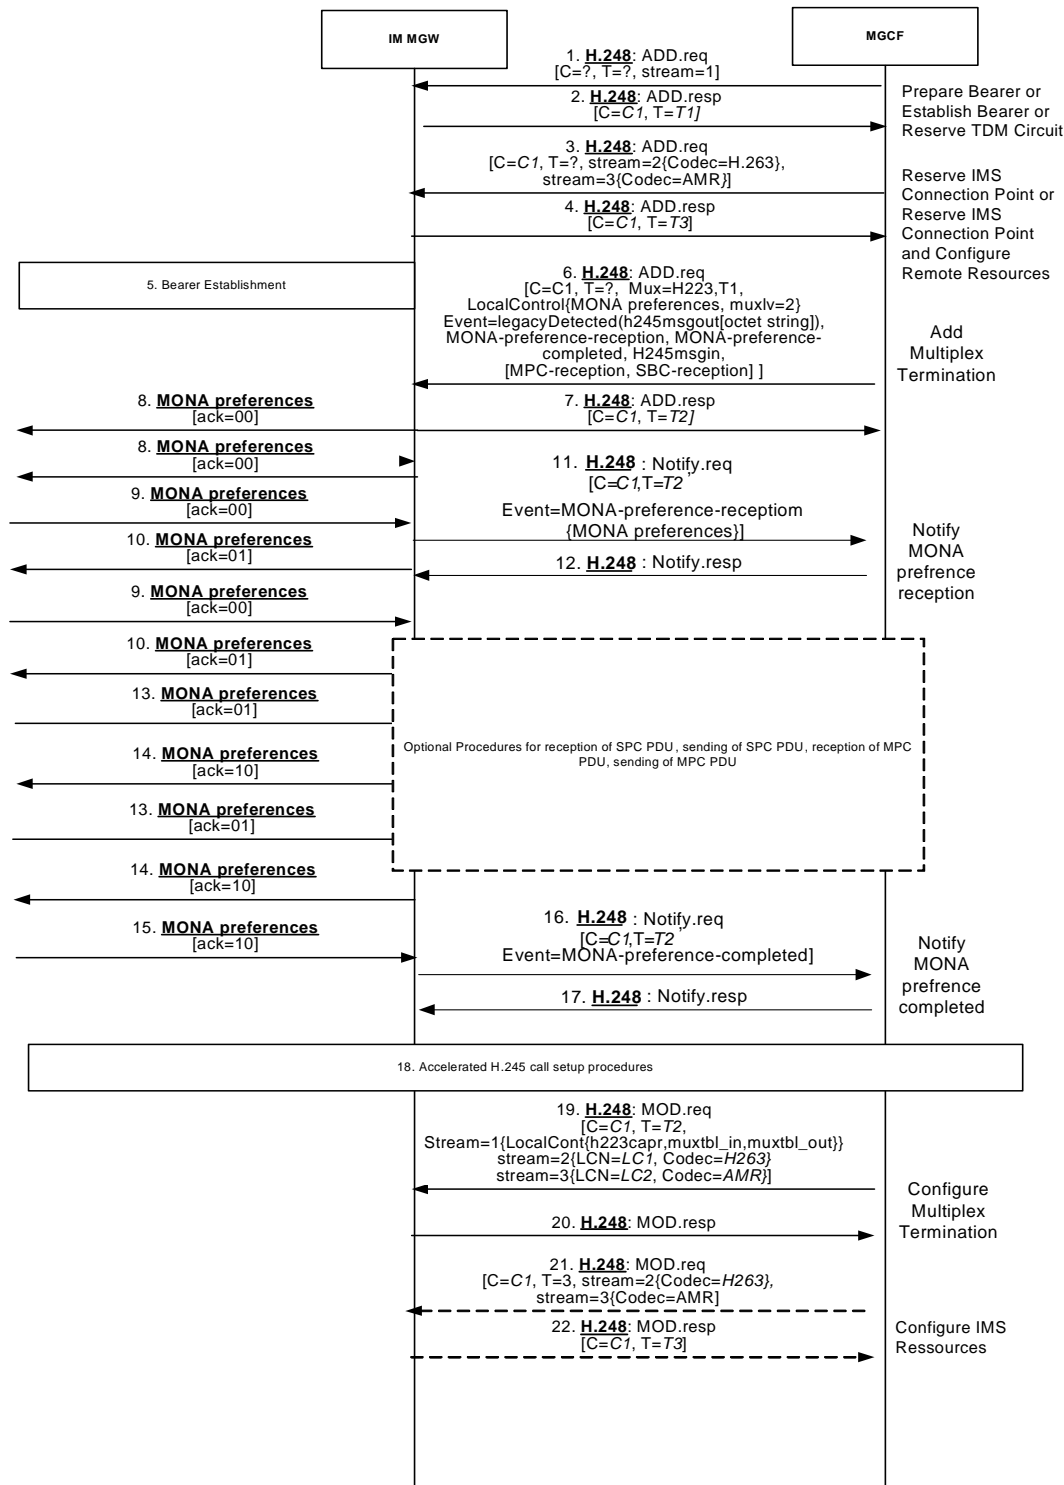 IM MGW
MGCF
1. H.248: ADD.req
[C=?, T=?, stream=1]
2. H.248: ADD.resp
[C=C1, T=T1]
Prepare Bearer or
Establish Bearer or
Reserve TDM Circuit
3. H.248: ADD.req
[C=C1, T=?, stream=2{Codec=H.263},
stream=3{Codec=AMR}]
4. H.248: ADD.resp
[C=C1, T=T3]
Reserve IMS
Connection Point or
Reserve IMS
Connection Point
and Configure
Remote Resources
5. Bearer Establishment
6. H.248: ADD.req
[C=C1, T=?, Mux=H223,T1,
LocalControl{MONA preferences, muxlv=2}
Event=legacyDetected(h245msgout[octet string]),
MONA-preference-reception, MONA-preference-
completed, H245msgin,
[MPC-reception, SBC-reception] ]
Add
Multiplex
Termination
7. H.248: ADD.resp
[C=C1, T=T2]
8. MONA preferences
[ack=00]
8. MONA preferences
[ack=00]
9. MONA preferences
[ack=00]
10. MONA preferences
[ack=01]
11. H.248 : Notify.req
[C=C1,T=T2,
Event=MONA-preference-receptiom
{MONA preferences}]
12. H.248 : Notify.resp
Notify
MONA
prefrence
reception
9. MONA preferences
[ack=00]
10. MONA preferences
[ack=01]
13. MONA preferences
[ack=01]
14. MONA preferences
[ack=10]
13. MONA preferences
[ack=01]
14. MONA preferences
[ack=10]
Optional Procedures for reception of SPC PDU, sending of SPC PDU, reception of MPC
PDU, sending of MPC PDU
15. MONA preferences
[ack=10]
16. H.248 : Notify.req
[C=C1,T=T2,
Event=MONA-preference-completed]
17. H.248 : Notify.resp
Notify
MONA
prefrence
completed
18. Accelerated H.245 call setup procedures
19. H.248: MOD.req
[C=C1, T=T2,
Stream=1{LocalCont{h223capr,muxtbl_in,muxtbl_out}}
stream=2{LCN=LC1, Codec=H263}
stream=3{LCN=LC2, Codec=AMR}]
20. H.248: MOD.resp
Configure
Multiplex
Termination
21. H.248: MOD.req
[C=C1, T=3, stream=2{Codec=H263},
stream=3{Codec=AMR]
22. H.248: MOD.resp
[C=C1, T=T3]
Configure IMS
Ressources